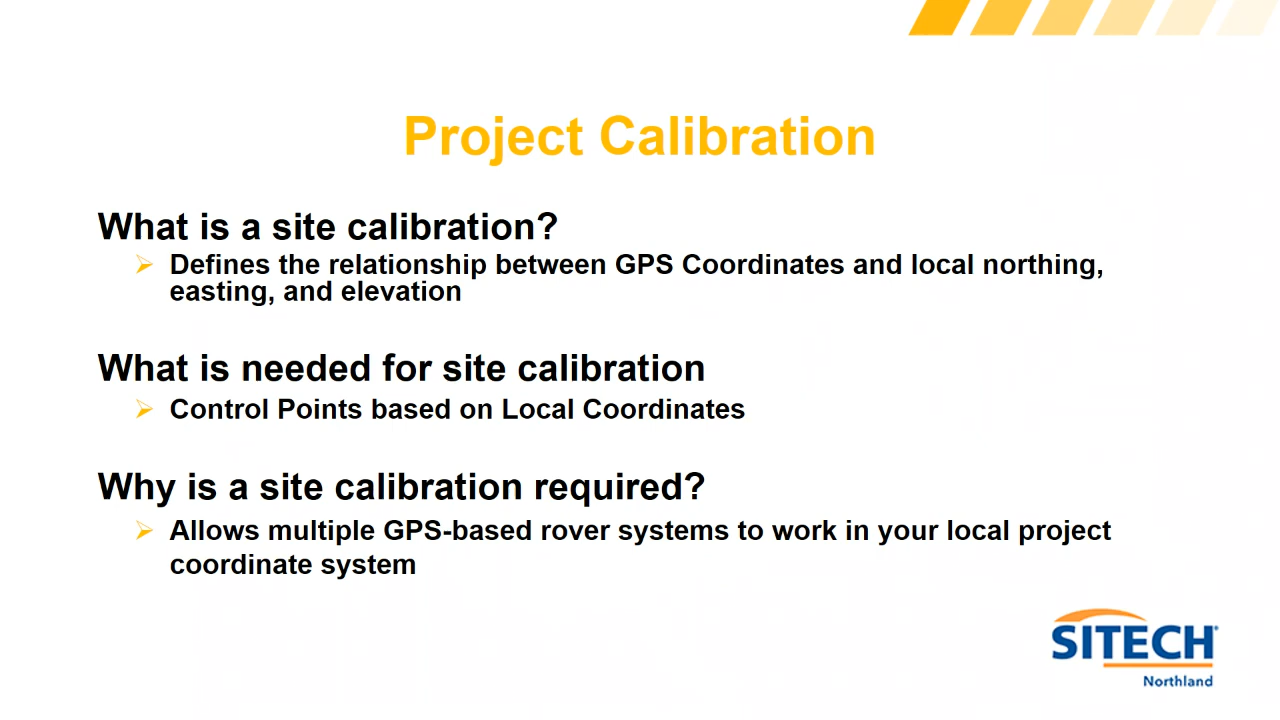 Project Calibration
What is a site calibration?
Defines the relationship between GPS Coordinates and local northing,
easting, and elevation
What is needed for site calibration
Control Points based on Local Coordinates
Why is a site calibration required?
Allows multiple GPS-based rover systems to work in your local project
coordinate system
SITECH
Northland